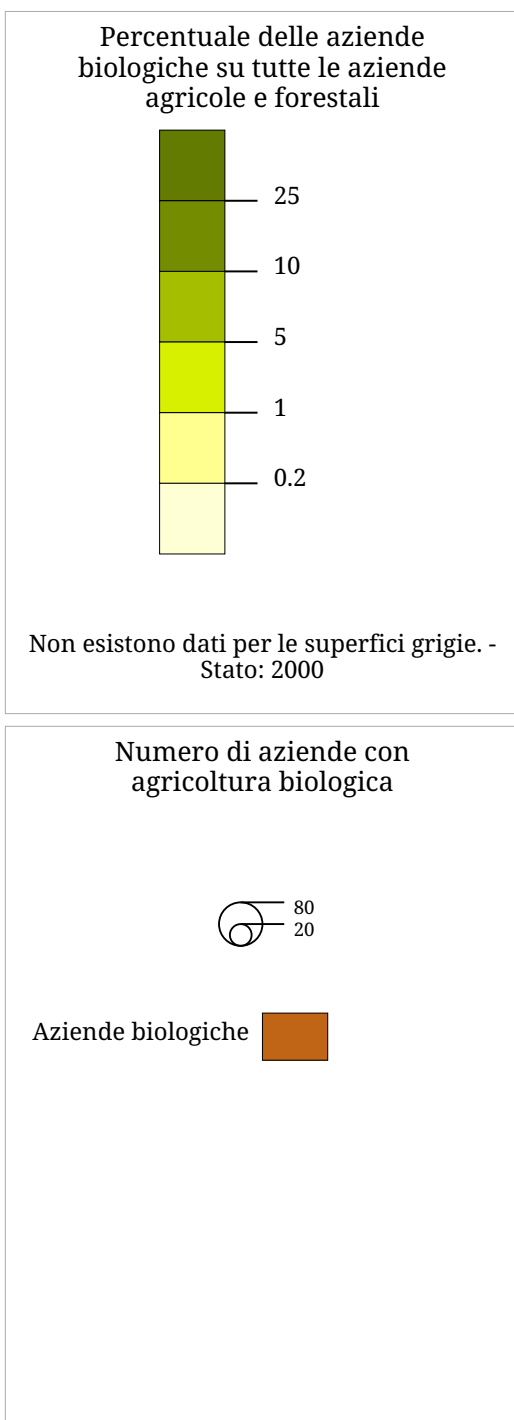 Percentuale delle aziende
biologiche su tutte le aziende
agricole e forestali
25
10
5
1
0.2
Non esistono dati per le superfici grigie. -
Stato: 2000
Numero di aziende con
agricoltura biologica
80
20
Aziende biologiche